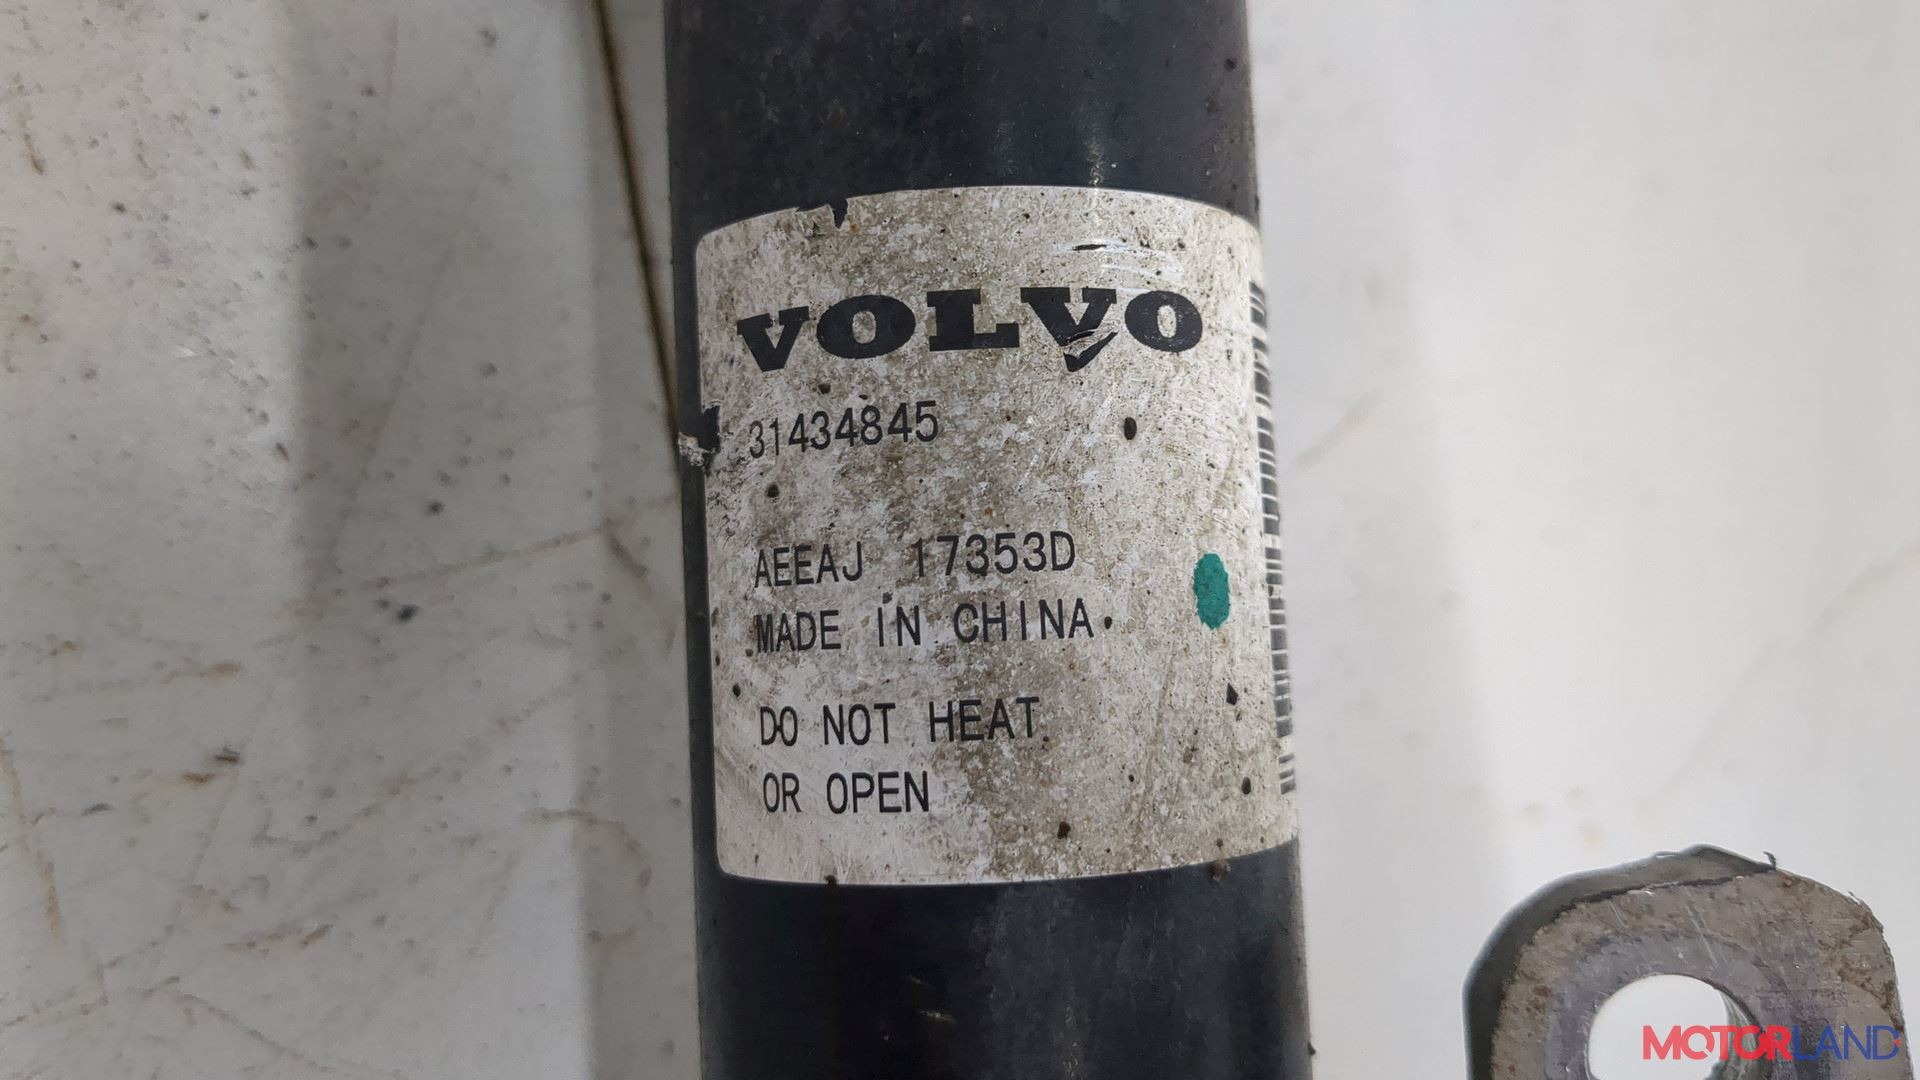 VOLVO
31434845
AEEAJ 17353D
MADE IN CHINA
DO NOT HEAT
OR OPEN
MOTORLAND